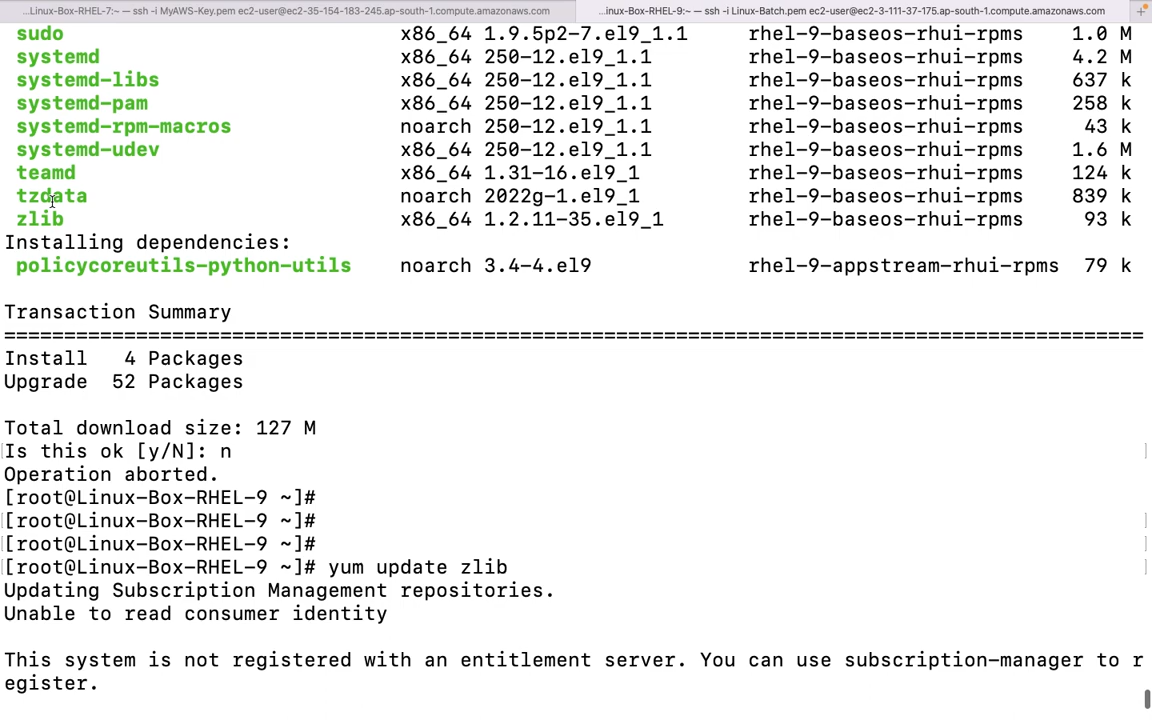 ...Linux-Box-RHEL-7:~ — ssh -i MyAWS-Key.pem ec2-user@ec2-35-154-183-245.ap-south-1.compute.amazonaws.com
...inux-Box-RHEL-9:~ — ssh -i Linux-Batch.pem ec2-user@ec2-3-111-37-175.ap-south-1.compute.amazonaws.com
sudo x86_64 1.9.5p2-7.el9_1.1 rhel-9-baseos-rhui-rpms 1.0 M
systemd x86_64 250-12.el9_1.1 rhel-9-baseos-rhui-rpms 4.2 M
systemd-libs x86_64 250-12.el9_1.1 rhel-9-baseos-rhui-rpms 637 k
systemd-pam x86_64 250-12.el9_1.1 rhel-9-baseos-rhui-rpms 258 k
systemd-rpm-macros noarch 250-12.el9_1.1 rhel-9-baseos-rhui-rpms 43 k
systemd-udev x86_64 250-12.el9_1.1 rhel-9-baseos-rhui-rpms 1.6 M
teamd x86_64 1.31-16.el9_1 rhel-9-baseos-rhui-rpms 124 k
tzdata noarch 2022g-1.el9_1 rhel-9-baseos-rhui-rpms 839 k
zlib x86_64 1.2.11-35.el9_1 rhel-9-baseos-rhui-rpms 93 k
Installing dependencies:
policycoreutils-python-utils noarch 3.4-4.el9 rhel-9-appstream-rhui-rpms 79 k
Transaction Summary
================================================================================================
Install 4 Packages
Upgrade 52 Packages
Total download size: 127 M
Is this ok [y/N]: n
Operation aborted.
[root@Linux-Box-RHEL-9 ~]#
[root@Linux-Box-RHEL-9 ~]#
[root@Linux-Box-RHEL-9 ~]#
[root@Linux-Box-RHEL-9 ~]# yum update zlib
Updating Subscription Management repositories.
Unable to read consumer identity
This system is not registered with an entitlement server. You can use subscription-manager to r
egister.